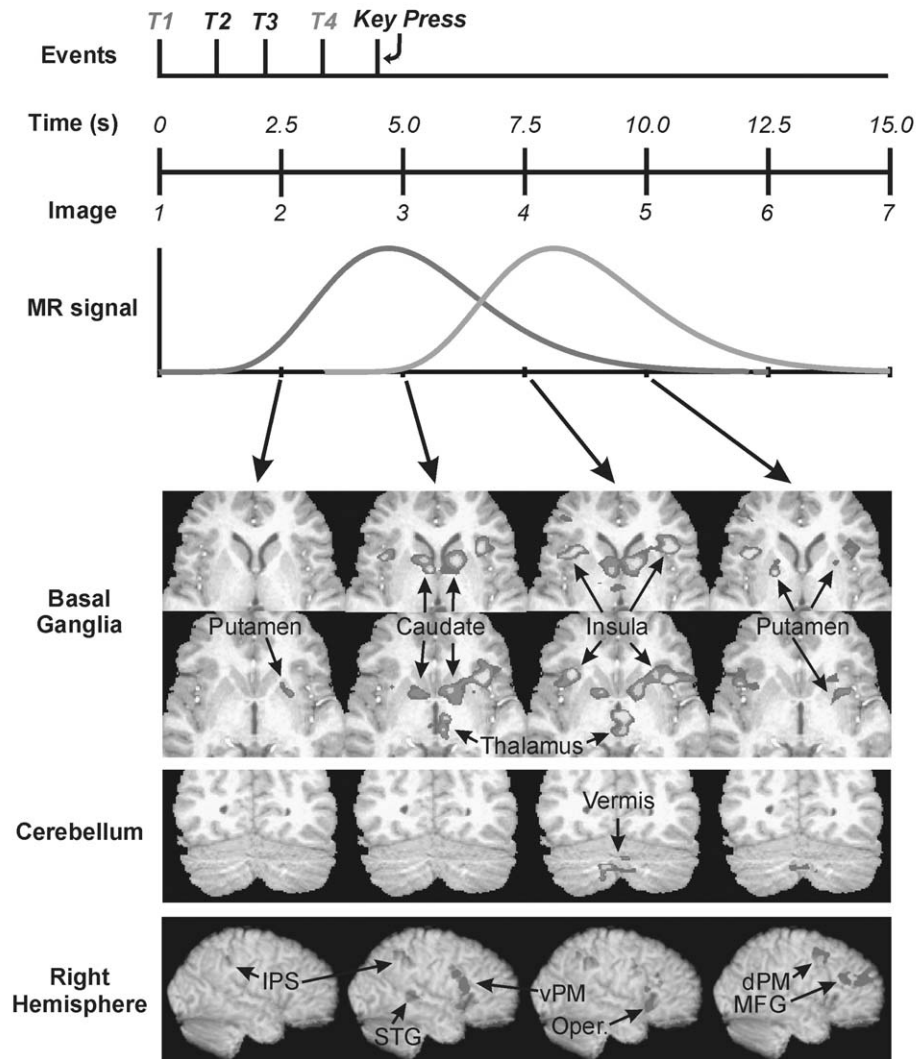 T1 T2 T3 T4 Key Press
Events
Time (s) 0 2.5 5.0 7.5 10.0 12.5 15.0
Image 1 2 3 4 5 6 7
MR signal
Basal
Ganglia
Putamen Caudate Insula Putamen
Thalamus
Cerebellum
Vermis
Right
Hemisphere
IPS
STG
vPM
Oper.
dPM
MFG